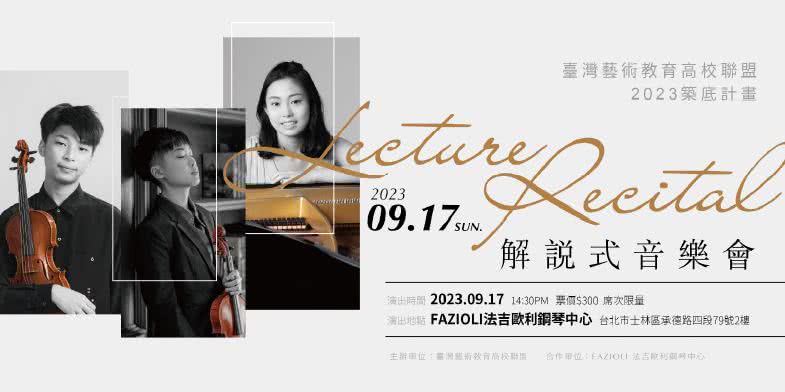 臺灣藝術教育高校聯盟
2023築底計畫
Lecture
Recital
2023
09.17 SUN.
解說式音樂會
演出時間 2023.09.17 14:30PM 票價$300 席次限量
演出地點 FAZIOLI法吉歐利鋼琴中心 台北市士林區承德路四段79號2樓
主辦單位：臺灣藝術教育高校聯盟 合作單位：FAZIOLI 法吉歐利鋼琴中心